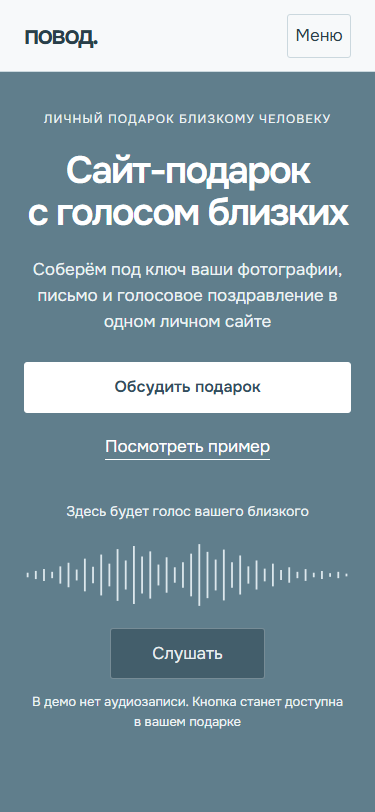 повод.
Меню
ЛИЧНЫЙ ПОДАРОК БЛИЗКОМУ ЧЕЛОВЕКУ
Сайт-подарок
с голосом близких
Соберём под ключ ваши фотографии,
письмо и голосовое поздравление в
одном личном сайте
Обсудить подарок
Посмотреть пример
Здесь будет голос вашего близкого
Слушать
В демо нет аудиозаписи. Кнопка станет доступна
в вашем подарке